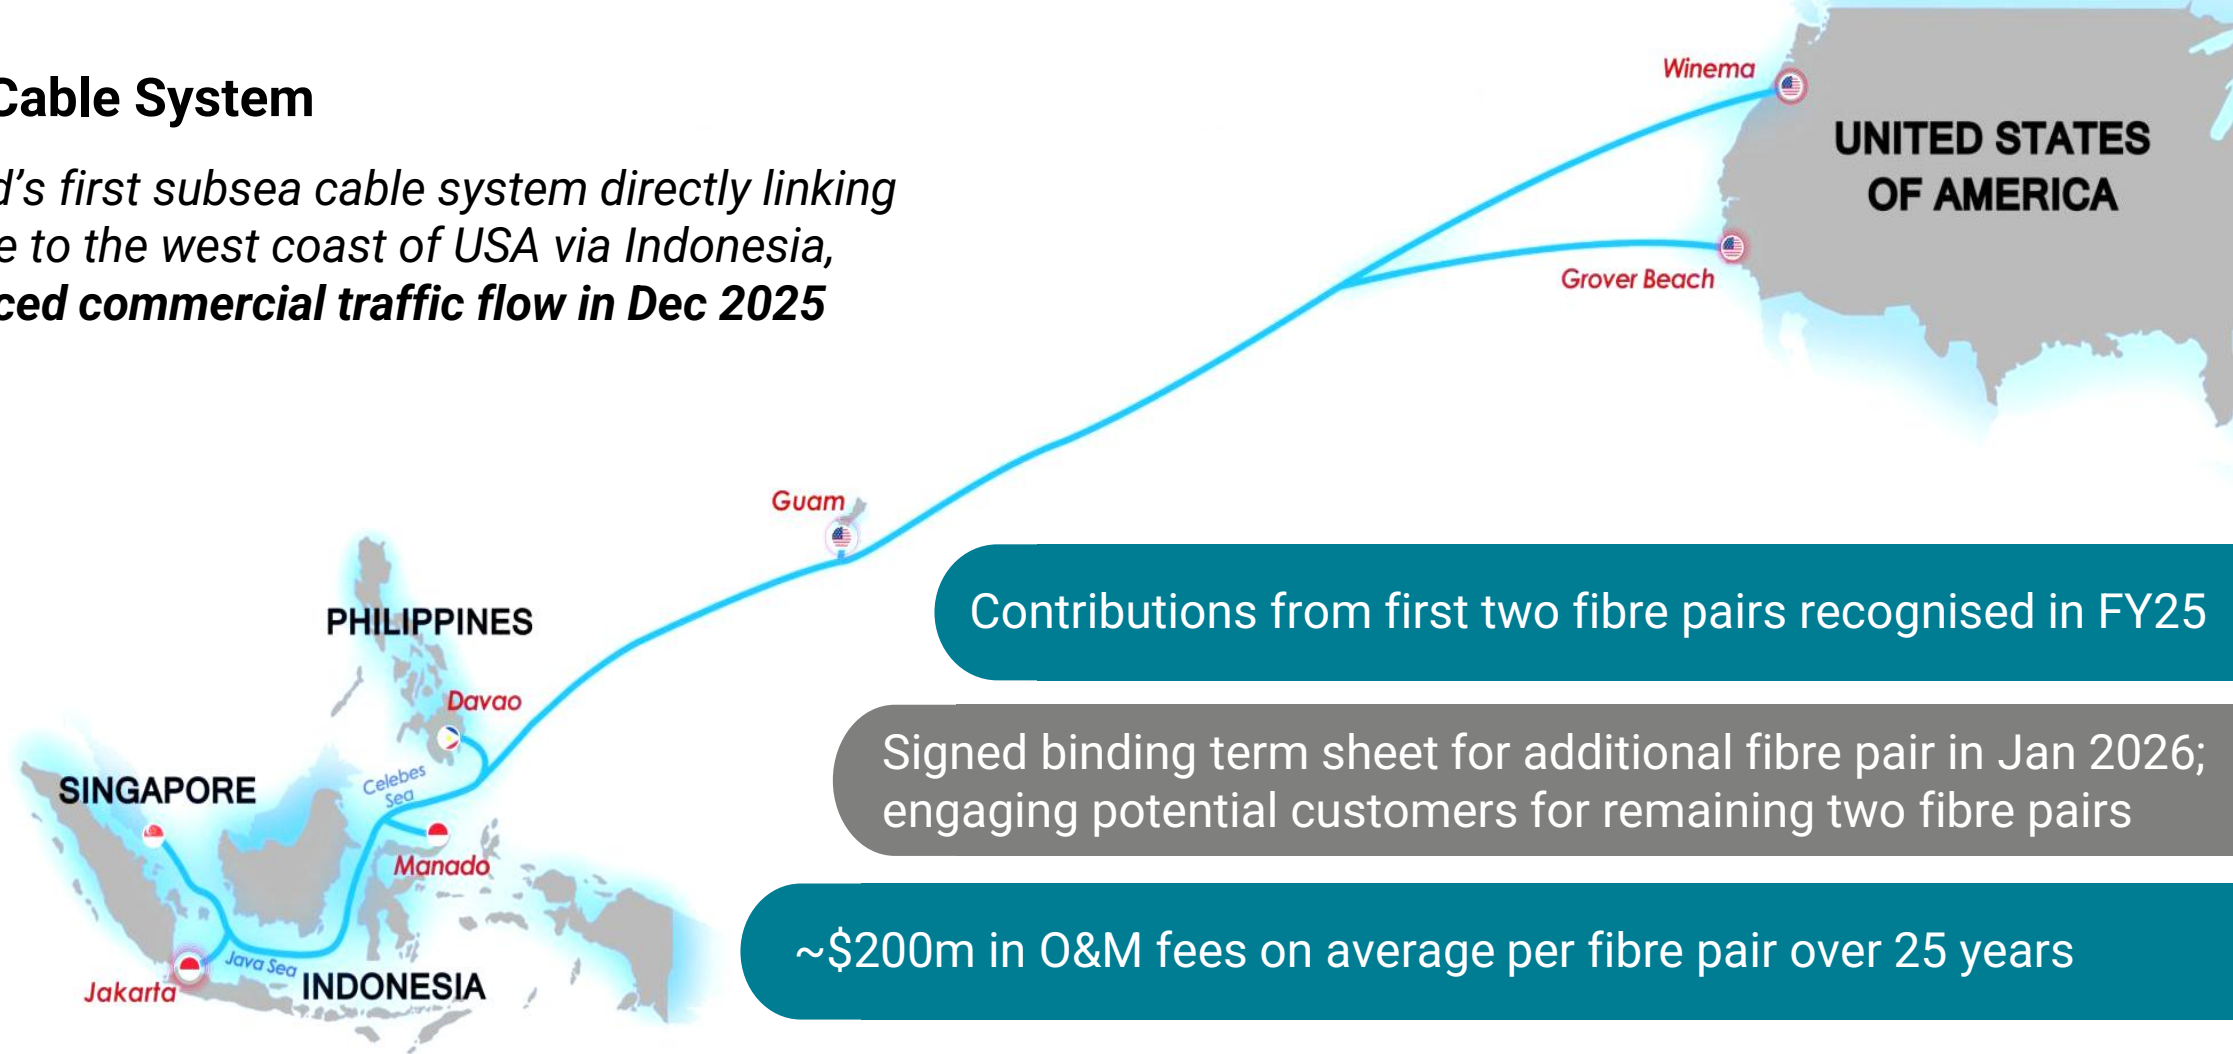 Cable System
d's first subsea cable system directly linking
e to the west coast of USA via Indonesia,
ced commercial traffic flow in Dec 2025
Winema
UNITED STATES
OF AMERICA
Grover Beach
Guam
Contributions from first two fibre pairs recognised in FY25
PHILIPPINES
Davao
Signed binding term sheet for additional fibre pair in Jan 2026;
engaging potential customers for remaining two fibre pairs
SINGAPORE
Celebes
Sea
Manado
~$200m in O&M fees on average per fibre pair over 25 years
Java Sea
INDONESIA
Jakarta